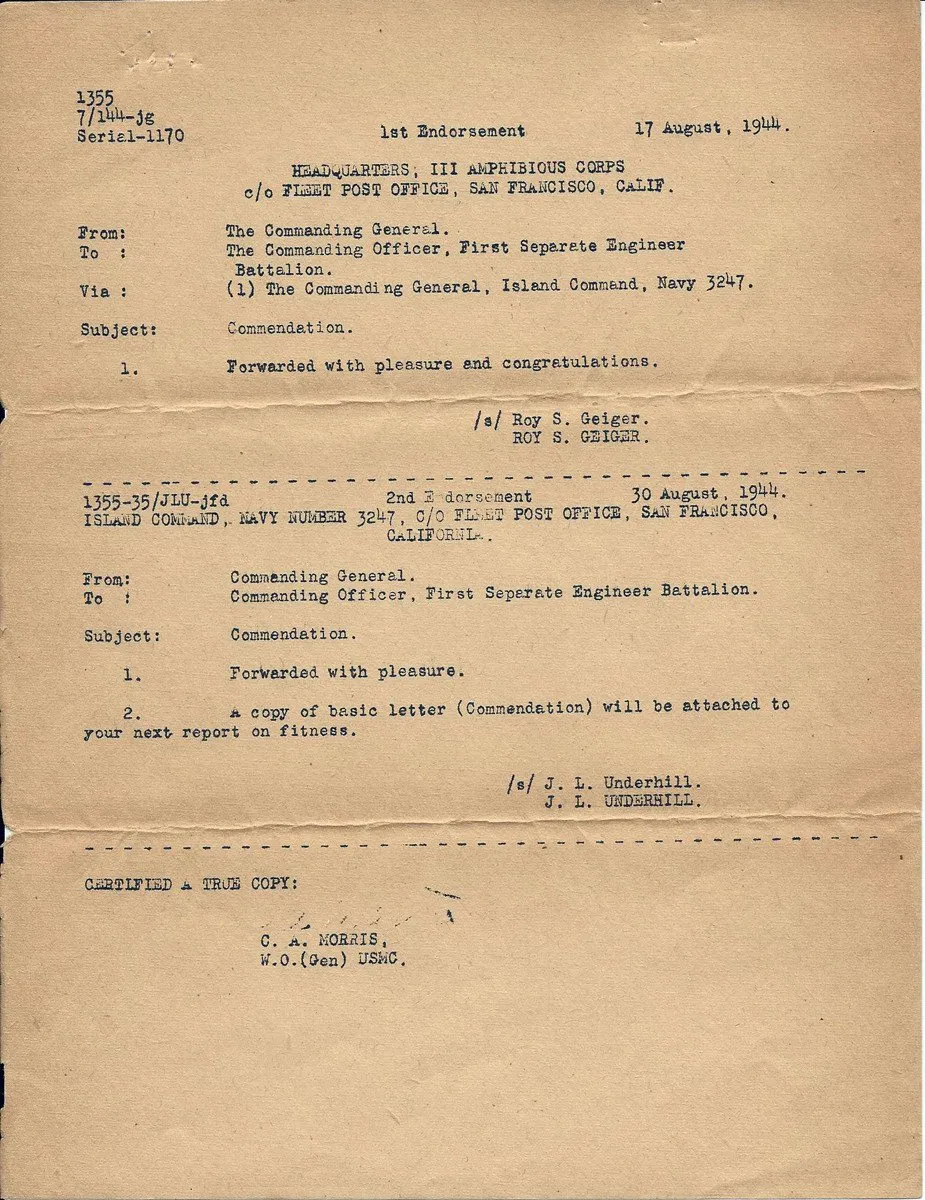 1355
7/144-jg
Serial-1170
1st Endorsement 17 August, 1944.
HEADQUARTERS, III AMPHIBIOUS CORPS
c/o FLEET POST OFFICE, SAN FRANCISCO, CALIF.
From: The Commanding General.
To : The Commanding Officer, First Separate Engineer
Battalion.
Via : (1) The Commanding General, Island Command, Navy 3247.
Subject: Commendation.
1. Forwarded with pleasure and congratulations.
/s/ Roy S. Geiger.
ROY S. GEIGER.
1355-35/JLU-jfd 2nd Endorsement 30 August, 1944.
ISLAND COMMAND, NAVY NUMBER 3247, C/O FLEET POST OFFICE, SAN FRANCISCO,
CALIFORNIA.
From: Commanding General.
To : Commanding Officer, First Separate Engineer Battalion.
Subject: Commendation.
1. Forwarded with pleasure.
2. A copy of basic letter (Commendation) will be attached to
your next report on fitness.
/s/ J. L. Underhill.
J. L. UNDERHILL.
CERTIFIED A TRUE COPY:
C. A. MORRIS,
W.O.(Gen) USMC.